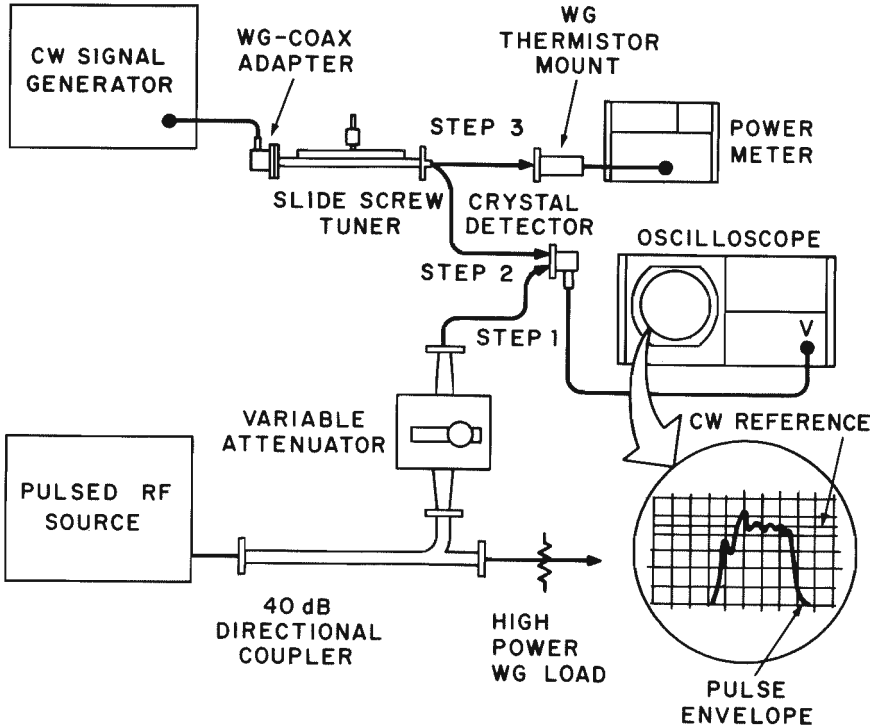 CW SIGNAL
GENERATOR
WG-COAX
ADAPTER
WG
THERMISTOR
MOUNT
STEP 3
POWER
METER
SLIDE SCREW
TUNER
CRYSTAL
DETECTOR
STEP 2
OSCILLOSCOPE
V
STEP 1
VARIABLE
ATTENUATOR
CW REFERENCE
PULSED RF
SOURCE
40 dB
DIRECTIONAL
COUPLER
HIGH
POWER
WG LOAD
PULSE
ENVELOPE